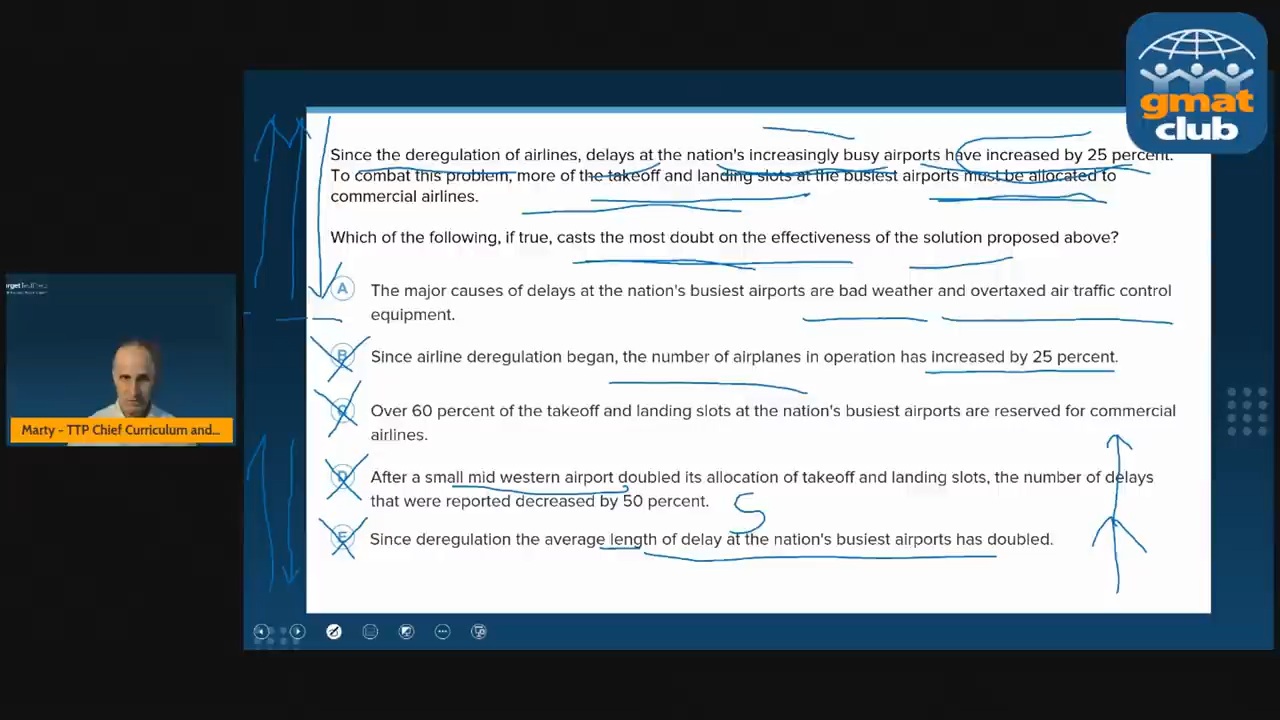 gmat
club
Since the deregulation of airlines, delays at the nation's increasingly busy airports have increased by 25 percent.
To combat this problem, more of the takeoff and landing slots at the busiest airports must be allocated to
commercial airlines.
Which of the following, if true, casts the most doubt on the effectiveness of the solution proposed above?
A The major causes of delays at the nation's busiest airports are bad weather and overtaxed air traffic control
equipment.
B Since airline deregulation began, the number of airplanes in operation has increased by 25 percent.
C Over 60 percent of the takeoff and landing slots at the nation's busiest airports are reserved for commercial
airlines.
D After a small mid western airport doubled its allocation of takeoff and landing slots, the number of delays
that were reported decreased by 50 percent.
S
E Since deregulation the average length of delay at the nation's busiest airports has doubled.
Marty - TTP Chief Curriculum and...